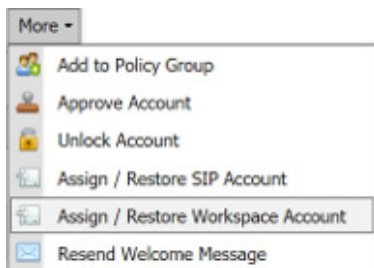 More
Add to Policy Group
Approve Account
Unlock Account
Assign / Restore SIP Account
Assign / Restore Workspace Account
Resend Welcome Message